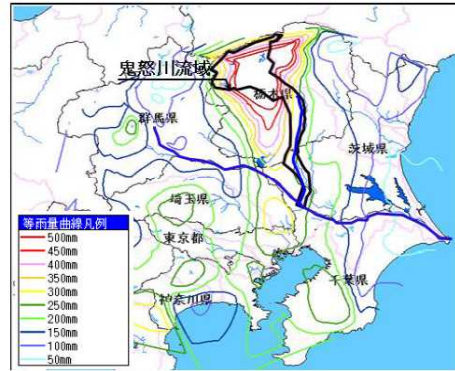 鬼怒川流域
栃木県
群馬県
茨城県
埼玉県
東京都
千葉県
神奈川県
等雨量曲線凡例
500mm
450mm
400mm
350mm
300mm
250mm
200mm
150mm
100mm
50mm